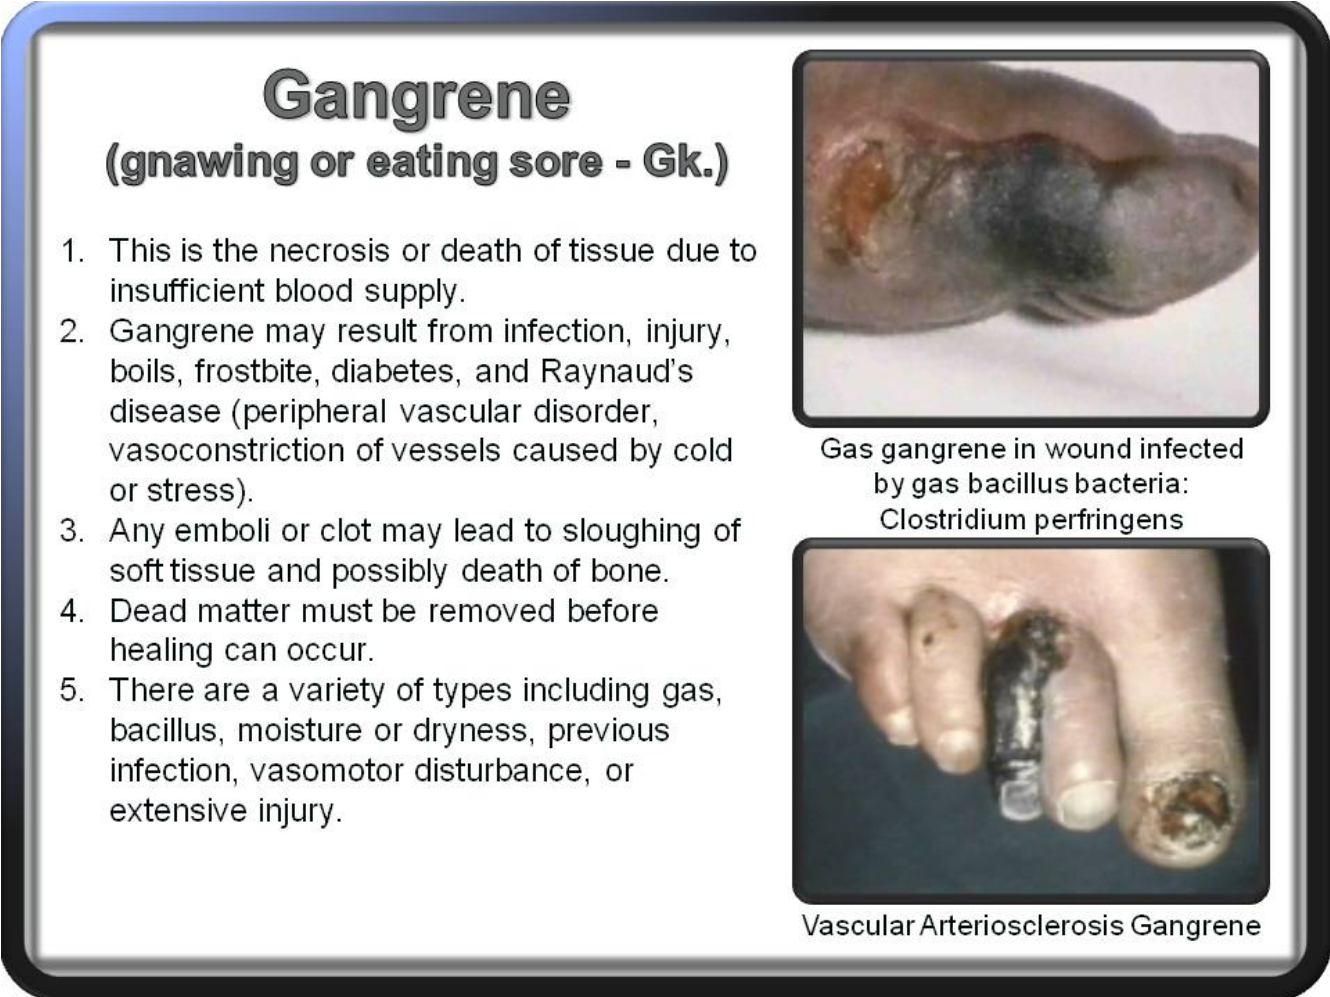 Gangrene
(gnawing or eating sore - Gk.)
1. This is the necrosis or death of tissue due to
insufficient blood supply.
2. Gangrene may result from infection, injury,
boils, frostbite, diabetes, and Raynaud's
disease (peripheral vascular disorder,
vasoconstriction of vessels caused by cold
or stress).
3. Any emboli or clot may lead to sloughing of
soft tissue and possibly death of bone.
4. Dead matter must be removed before
healing can occur.
5. There are a variety of types including gas,
bacillus, moisture or dryness, previous
infection, vasomotor disturbance, or
extensive injury.
Gas gangrene in wound infected
by gas bacillus bacteria:
Clostridium perfringens
Vascular Arteriosclerosis Gangrene